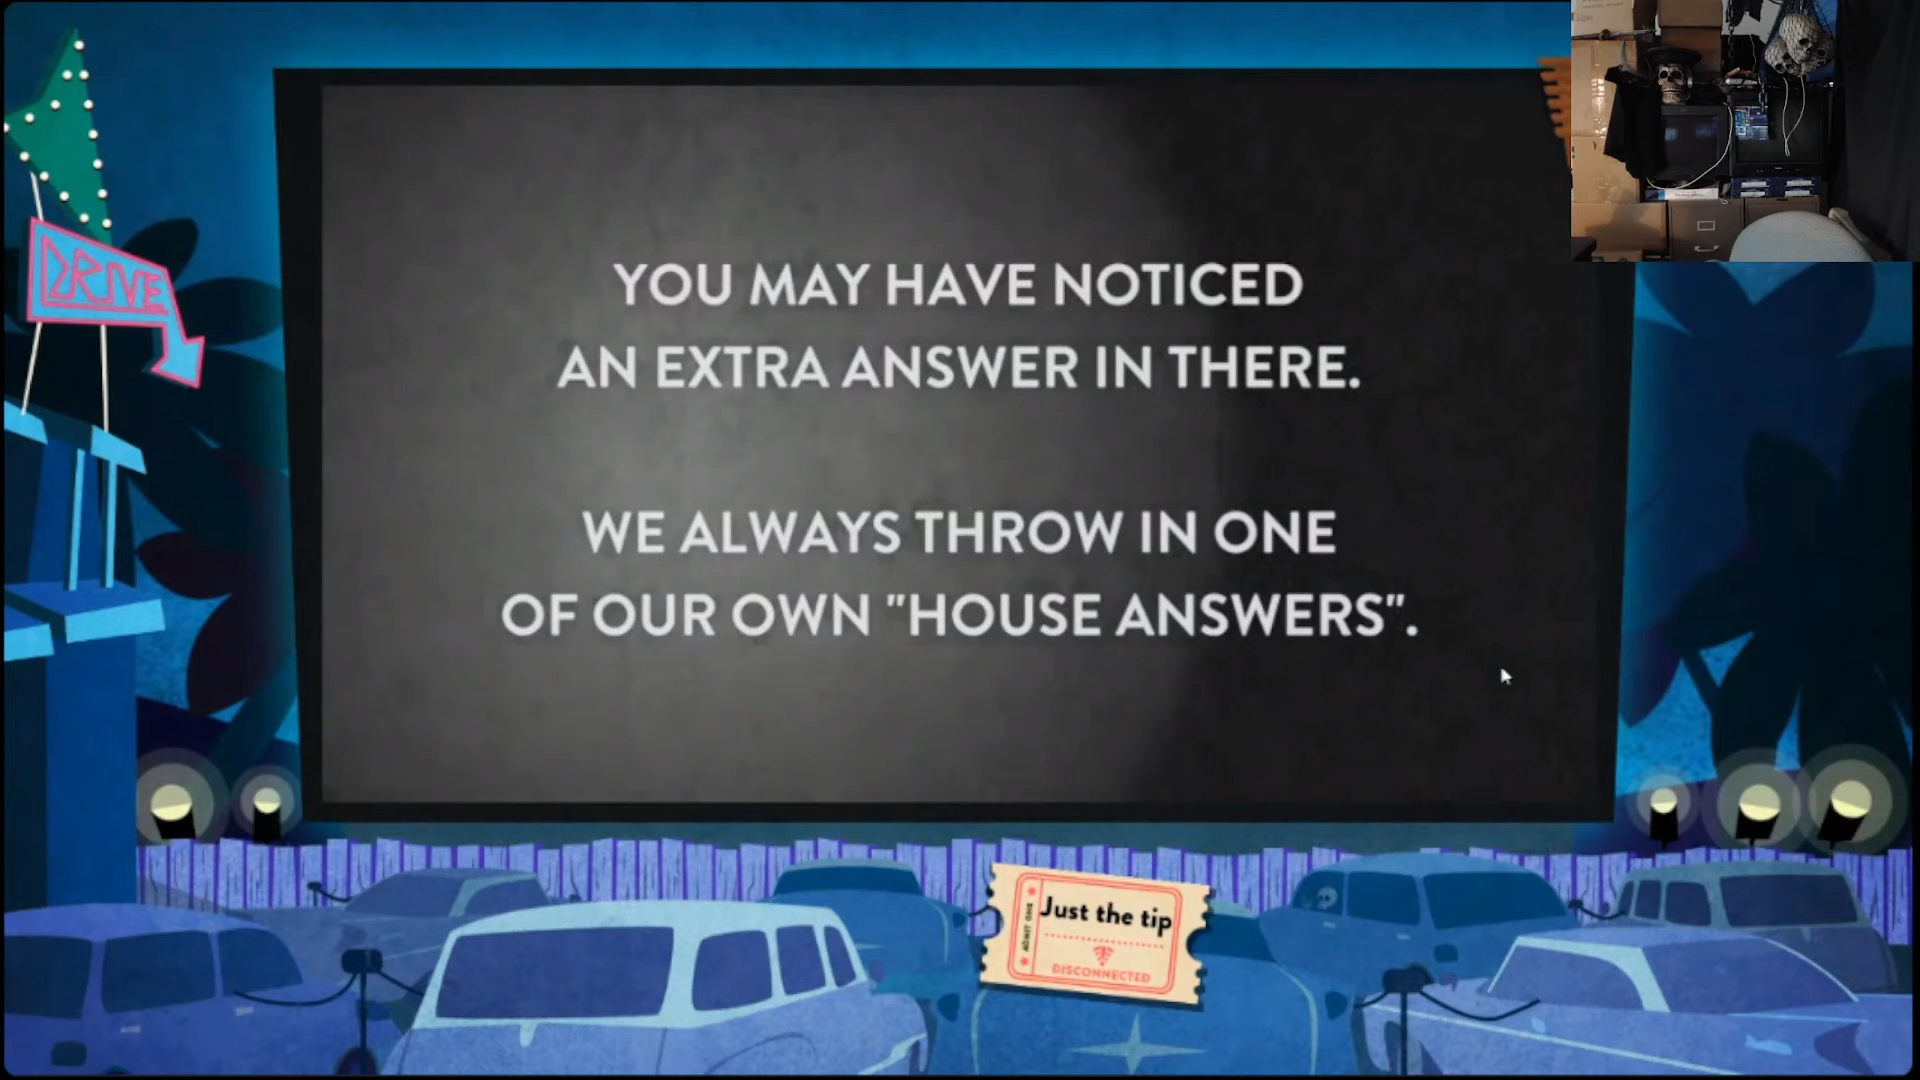 DRIVE
YOU MAY HAVE NOTICED
AN EXTRA ANSWER IN THERE.
WE ALWAYS THROW IN ONE
OF OUR OWN "HOUSE ANSWERS".
ADMIT ONE
Just the tip
DISCONNECTED